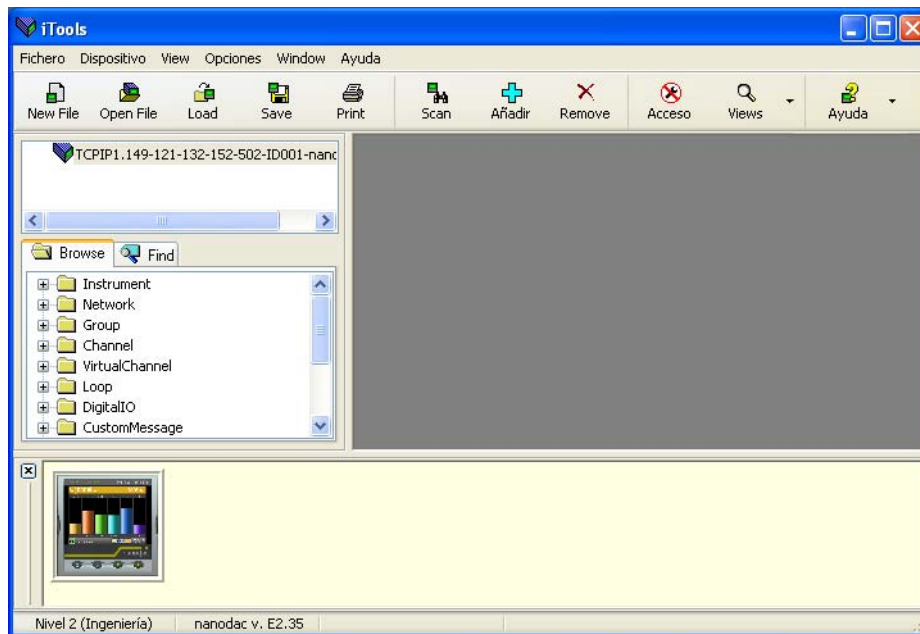 iTools
Fichero Dispositivo View Opciones Window Ayuda
New File Open File Load Save Print Scan Añadir Remove Acceso Views Ayuda
TCPIP1.149-121-132-152-502-ID001-nanc
Browse Find
Instrument
Network
Group
Channel
VirtualChannel
Loop
DigitalIO
CustomMessage
Nivel 2 (Ingeniería) nanodac v. E2.35